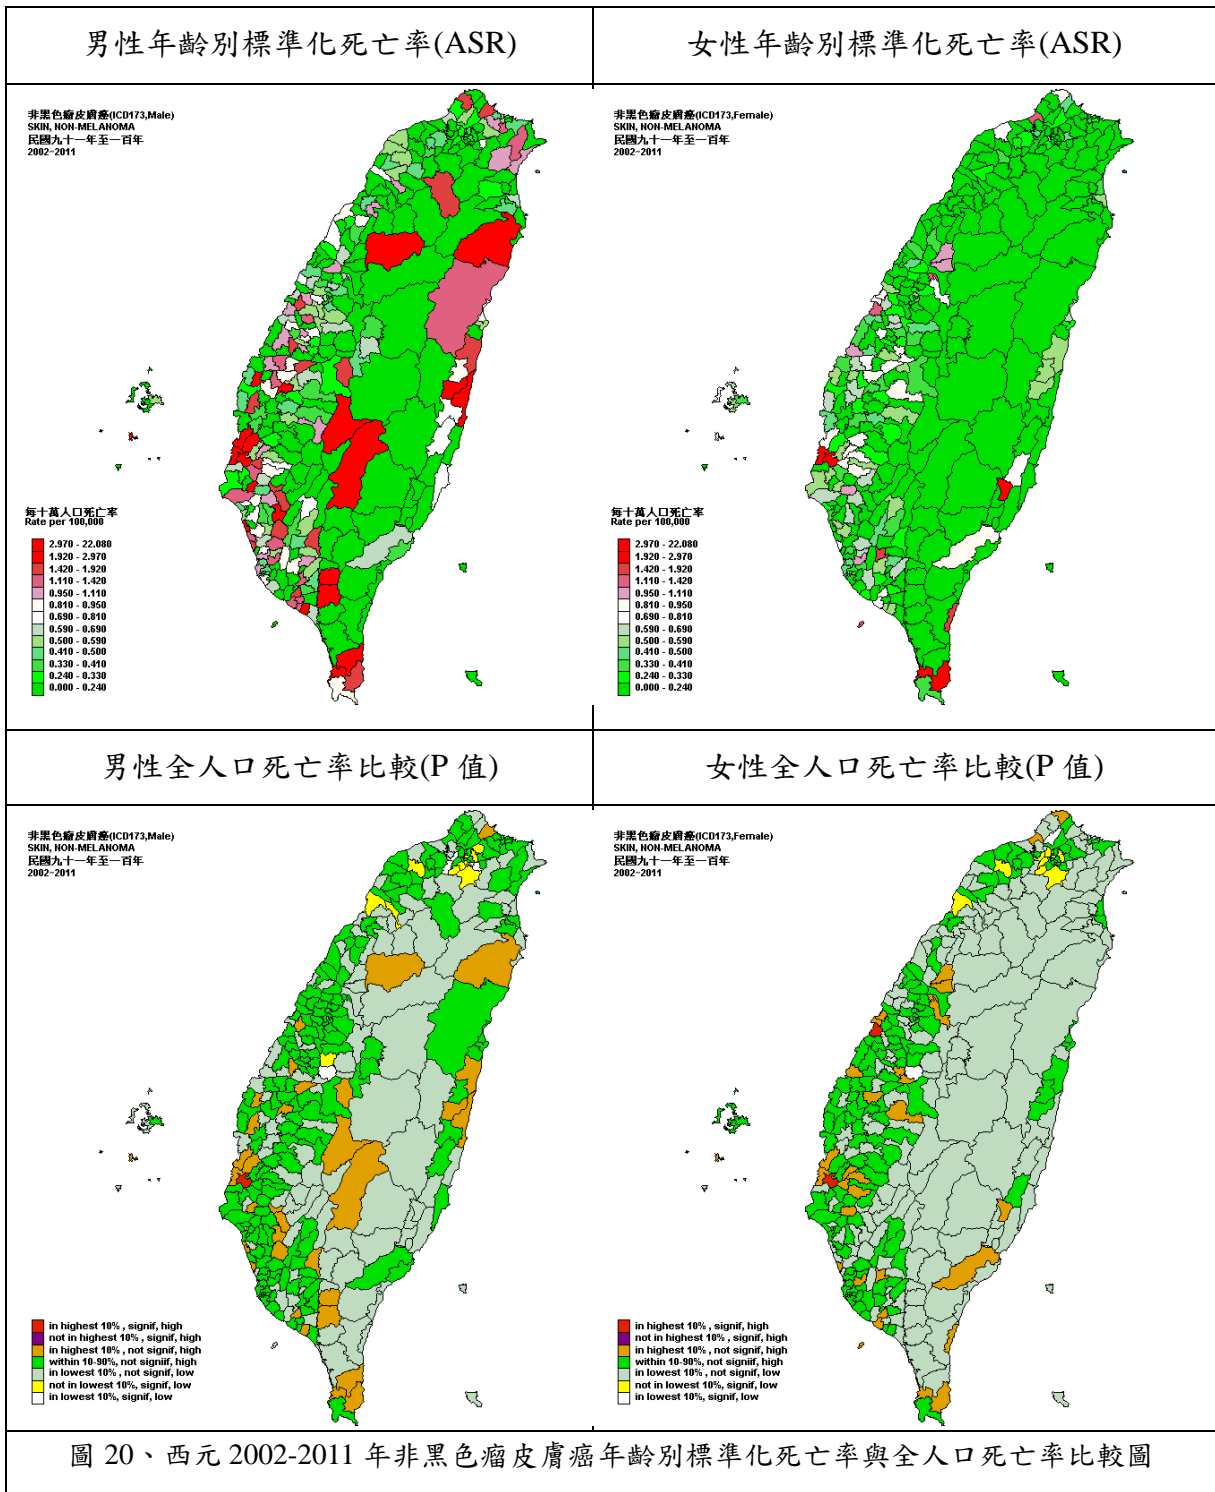 男性年齡別標準化死亡率(ASR)
女性年齡別標準化死亡率(ASR)
非黑色瘤皮膚癌(ICD173,Male)
SKIN, NON-MELANOMA
民國九十一年至一百年
2002~2011
每十萬人口死亡率
Rate per 100,000
2.970 - 22.080
1.920 - 2.970
1.420 - 1.920
1.110 - 1.420
0.950 - 1.110
0.810 - 0.950
0.690 - 0.810
0.590 - 0.690
0.500 - 0.590
0.410 - 0.500
0.330 - 0.410
0.240 - 0.330
0.000 - 0.240
非黑色瘤皮膚癌(ICD173,Female)
SKIN, NON-MELANOMA
民國九十一年至一百年
2002~2011
每十萬人口死亡率
Rate per 100,000
2.970 - 22.080
1.920 - 2.970
1.420 - 1.920
1.110 - 1.420
0.950 - 1.110
0.810 - 0.950
0.690 - 0.810
0.590 - 0.690
0.500 - 0.590
0.410 - 0.500
0.330 - 0.410
0.240 - 0.330
0.000 - 0.240
男性全人口死亡率比較(P 值)
女性全人口死亡率比較(P 值)
非黑色瘤皮膚癌(ICD173,Male)
SKIN, NON-MELANOMA
民國九十一年至一百年
2002~2011
in highest 10% , signif, high
not in highest 10% , signif, high
in highest 10% , not signif, high
within 10-90%, not signiif, high
in lowest 10% , not signif, low
not in lowest 10%, signif, low
in lowest 10%, signif, low
非黑色瘤皮膚癌(ICD173,Female)
SKIN, NON-MELANOMA
民國九十一年至一百年
2002~2011
in highest 10% , signif, high
not in highest 10% , signif, high
in highest 10% , not signif, high
within 10-90%, not signiif, high
in lowest 10% , not signif, low
not in lowest 10%, signif, low
in lowest 10%, signif, low
圖 20、西元 2002-2011 年非黑色瘤皮膚癌年齡別標準化死亡率與全人口死亡率比較圖